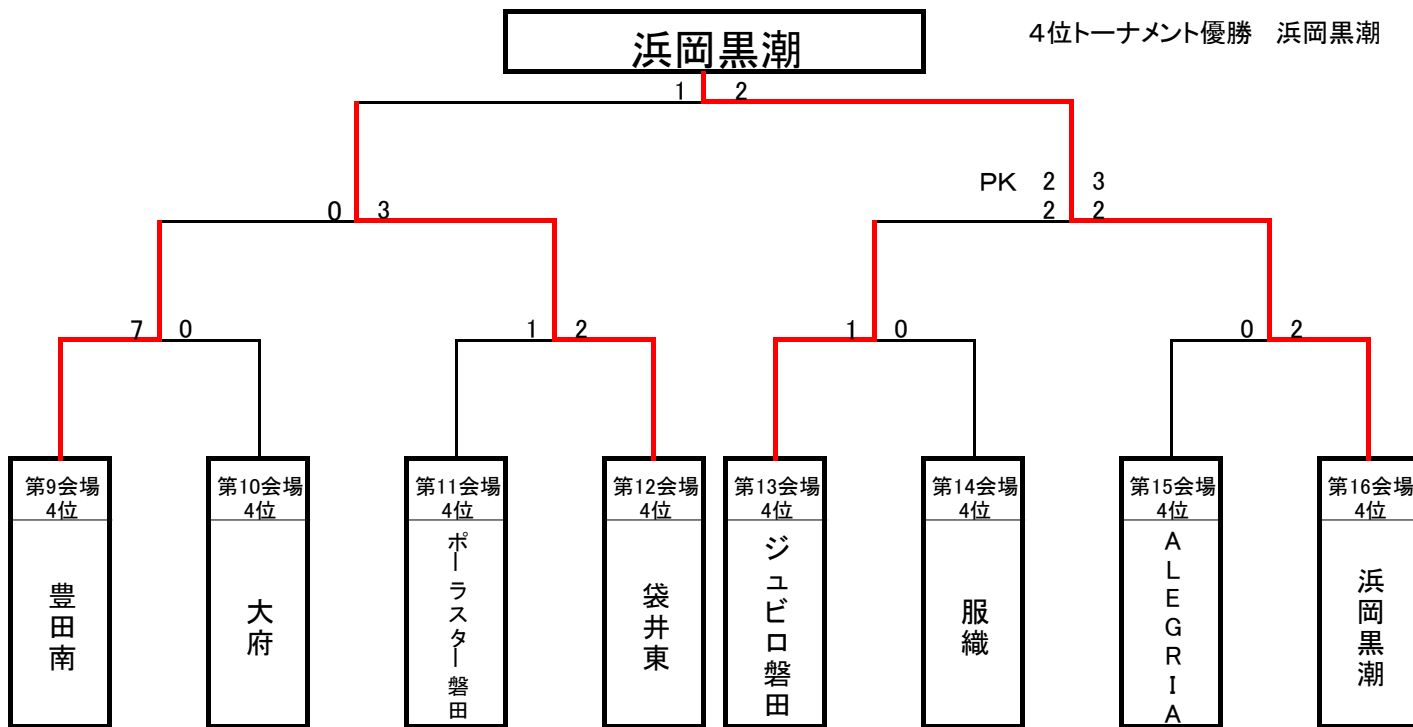 浜岡黒潮
4位トーナメント優勝　浜岡黒潮
1 2
PK 2 3
2 2
0 3
7 0
1 2
1 0
0 2
第9会場
4位
豊田南
第10会場
4位
大府
第11会場
4位
ポーラスター磐田
第12会場
4位
袋井東
第13会場
4位
ジュビロ磐田
第14会場
4位
服織
第15会場
4位
ALEGRIA
第16会場
4位
浜岡黒潮